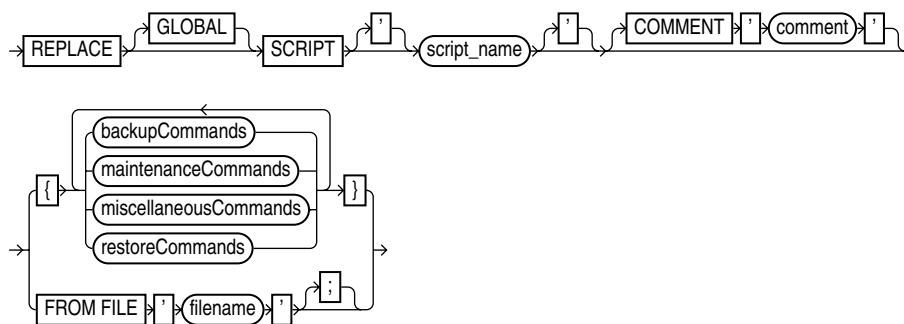 REPLACE GLOBAL SCRIPT ' script_name ' COMMENT ' comment '
{ backupCommands }
maintenanceCommands
miscellaneousCommands
restoreCommands
FROM FILE ' filename ' ;